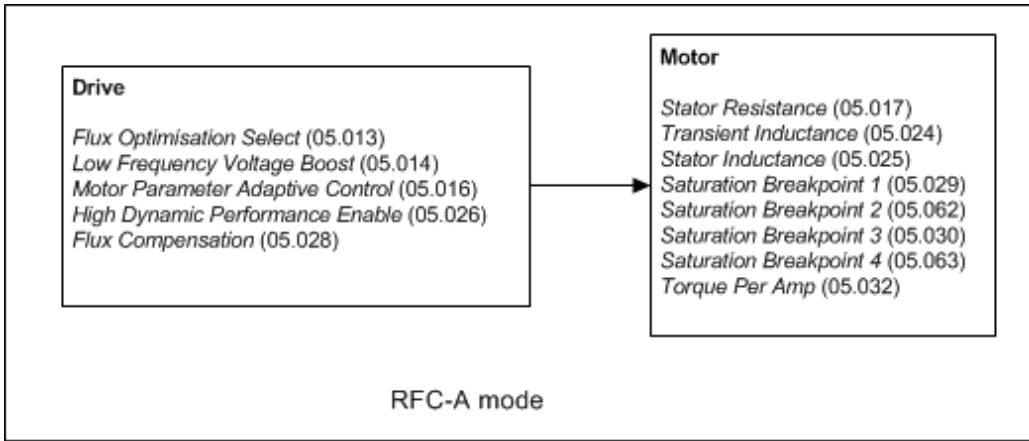 Drive
Flux Optimisation Select (05.013)
Low Frequency Voltage Boost (05.014)
Motor Parameter Adaptive Control (05.016)
High Dynamic Performance Enable (05.026)
Flux Compensation (05.028)
Motor
Stator Resistance (05.017)
Transient Inductance (05.024)
Stator Inductance (05.025)
Saturation Breakpoint 1 (05.029)
Saturation Breakpoint 2 (05.062)
Saturation Breakpoint 3 (05.030)
Saturation Breakpoint 4 (05.063)
Torque Per Amp (05.032)
RFC-A mode